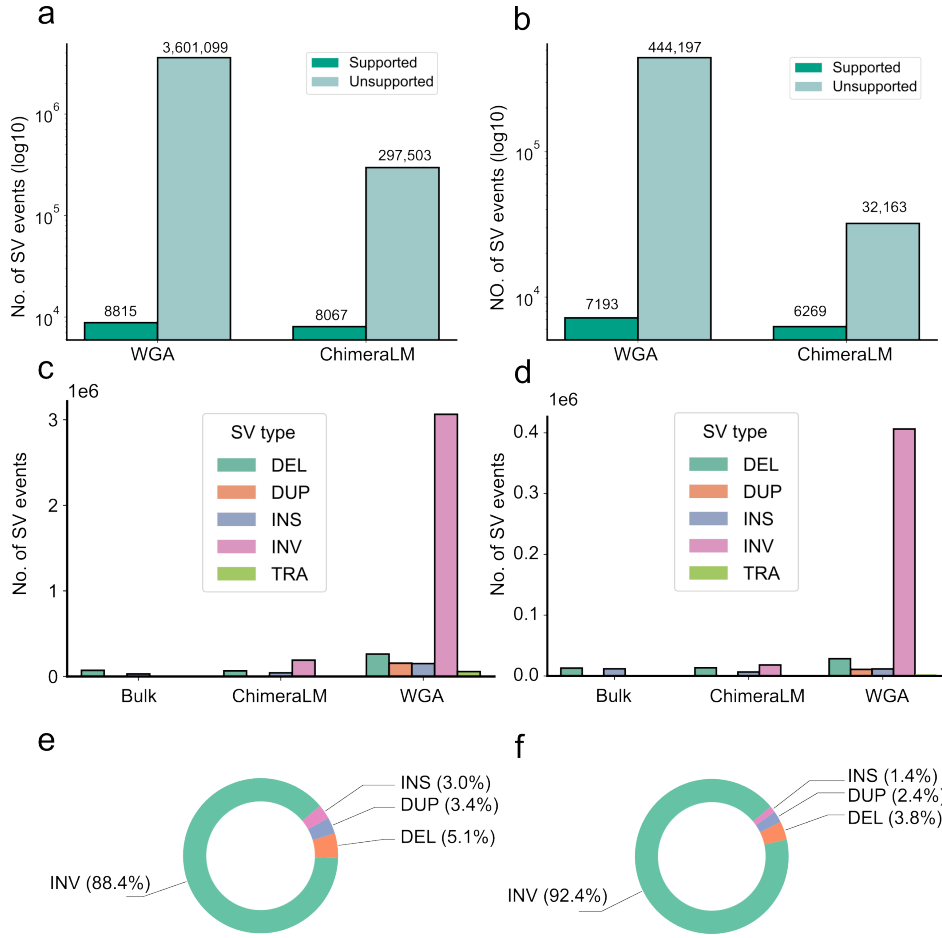 a
3,601,099
Supported
Unsupported
297,503
8815
8067
10^6
10^5
10^4
No. of SV events (log10)
WGA
ChimeraLM
b
444,197
Supported
Unsupported
32,163
7193
6269
10^5
10^4
NO. of SV events (log10)
WGA
ChimeraLM
c
1e6
3
2
1
0
No. of SV events
SV type
DEL
DUP
INS
INV
TRA
Bulk
ChimeraLM
WGA
d
1e6
0.4
0.3
0.2
0.1
0.0
No. of SV events
SV type
DEL
DUP
INS
INV
TRA
Bulk
ChimeraLM
WGA
e
INS (3.0%)
DUP (3.4%)
DEL (5.1%)
INV (88.4%)
f
INS (1.4%)
DUP (2.4%)
DEL (3.8%)
INV (92.4%)